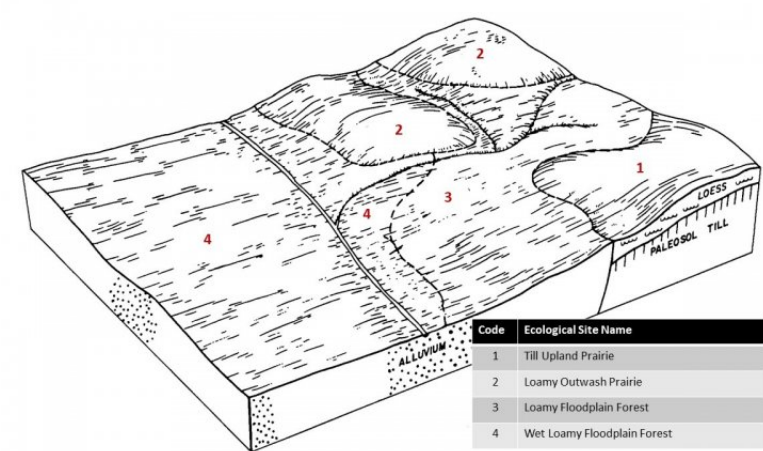 2
2
1
3
4
4
LOESS
PALEOSOL TILL
ALLUVIUM
Code Ecological Site Name
1 Till Upland Prairie
2 Loamy Outwash Prairie
3 Loamy Floodplain Forest
4 Wet Loamy Floodplain Forest